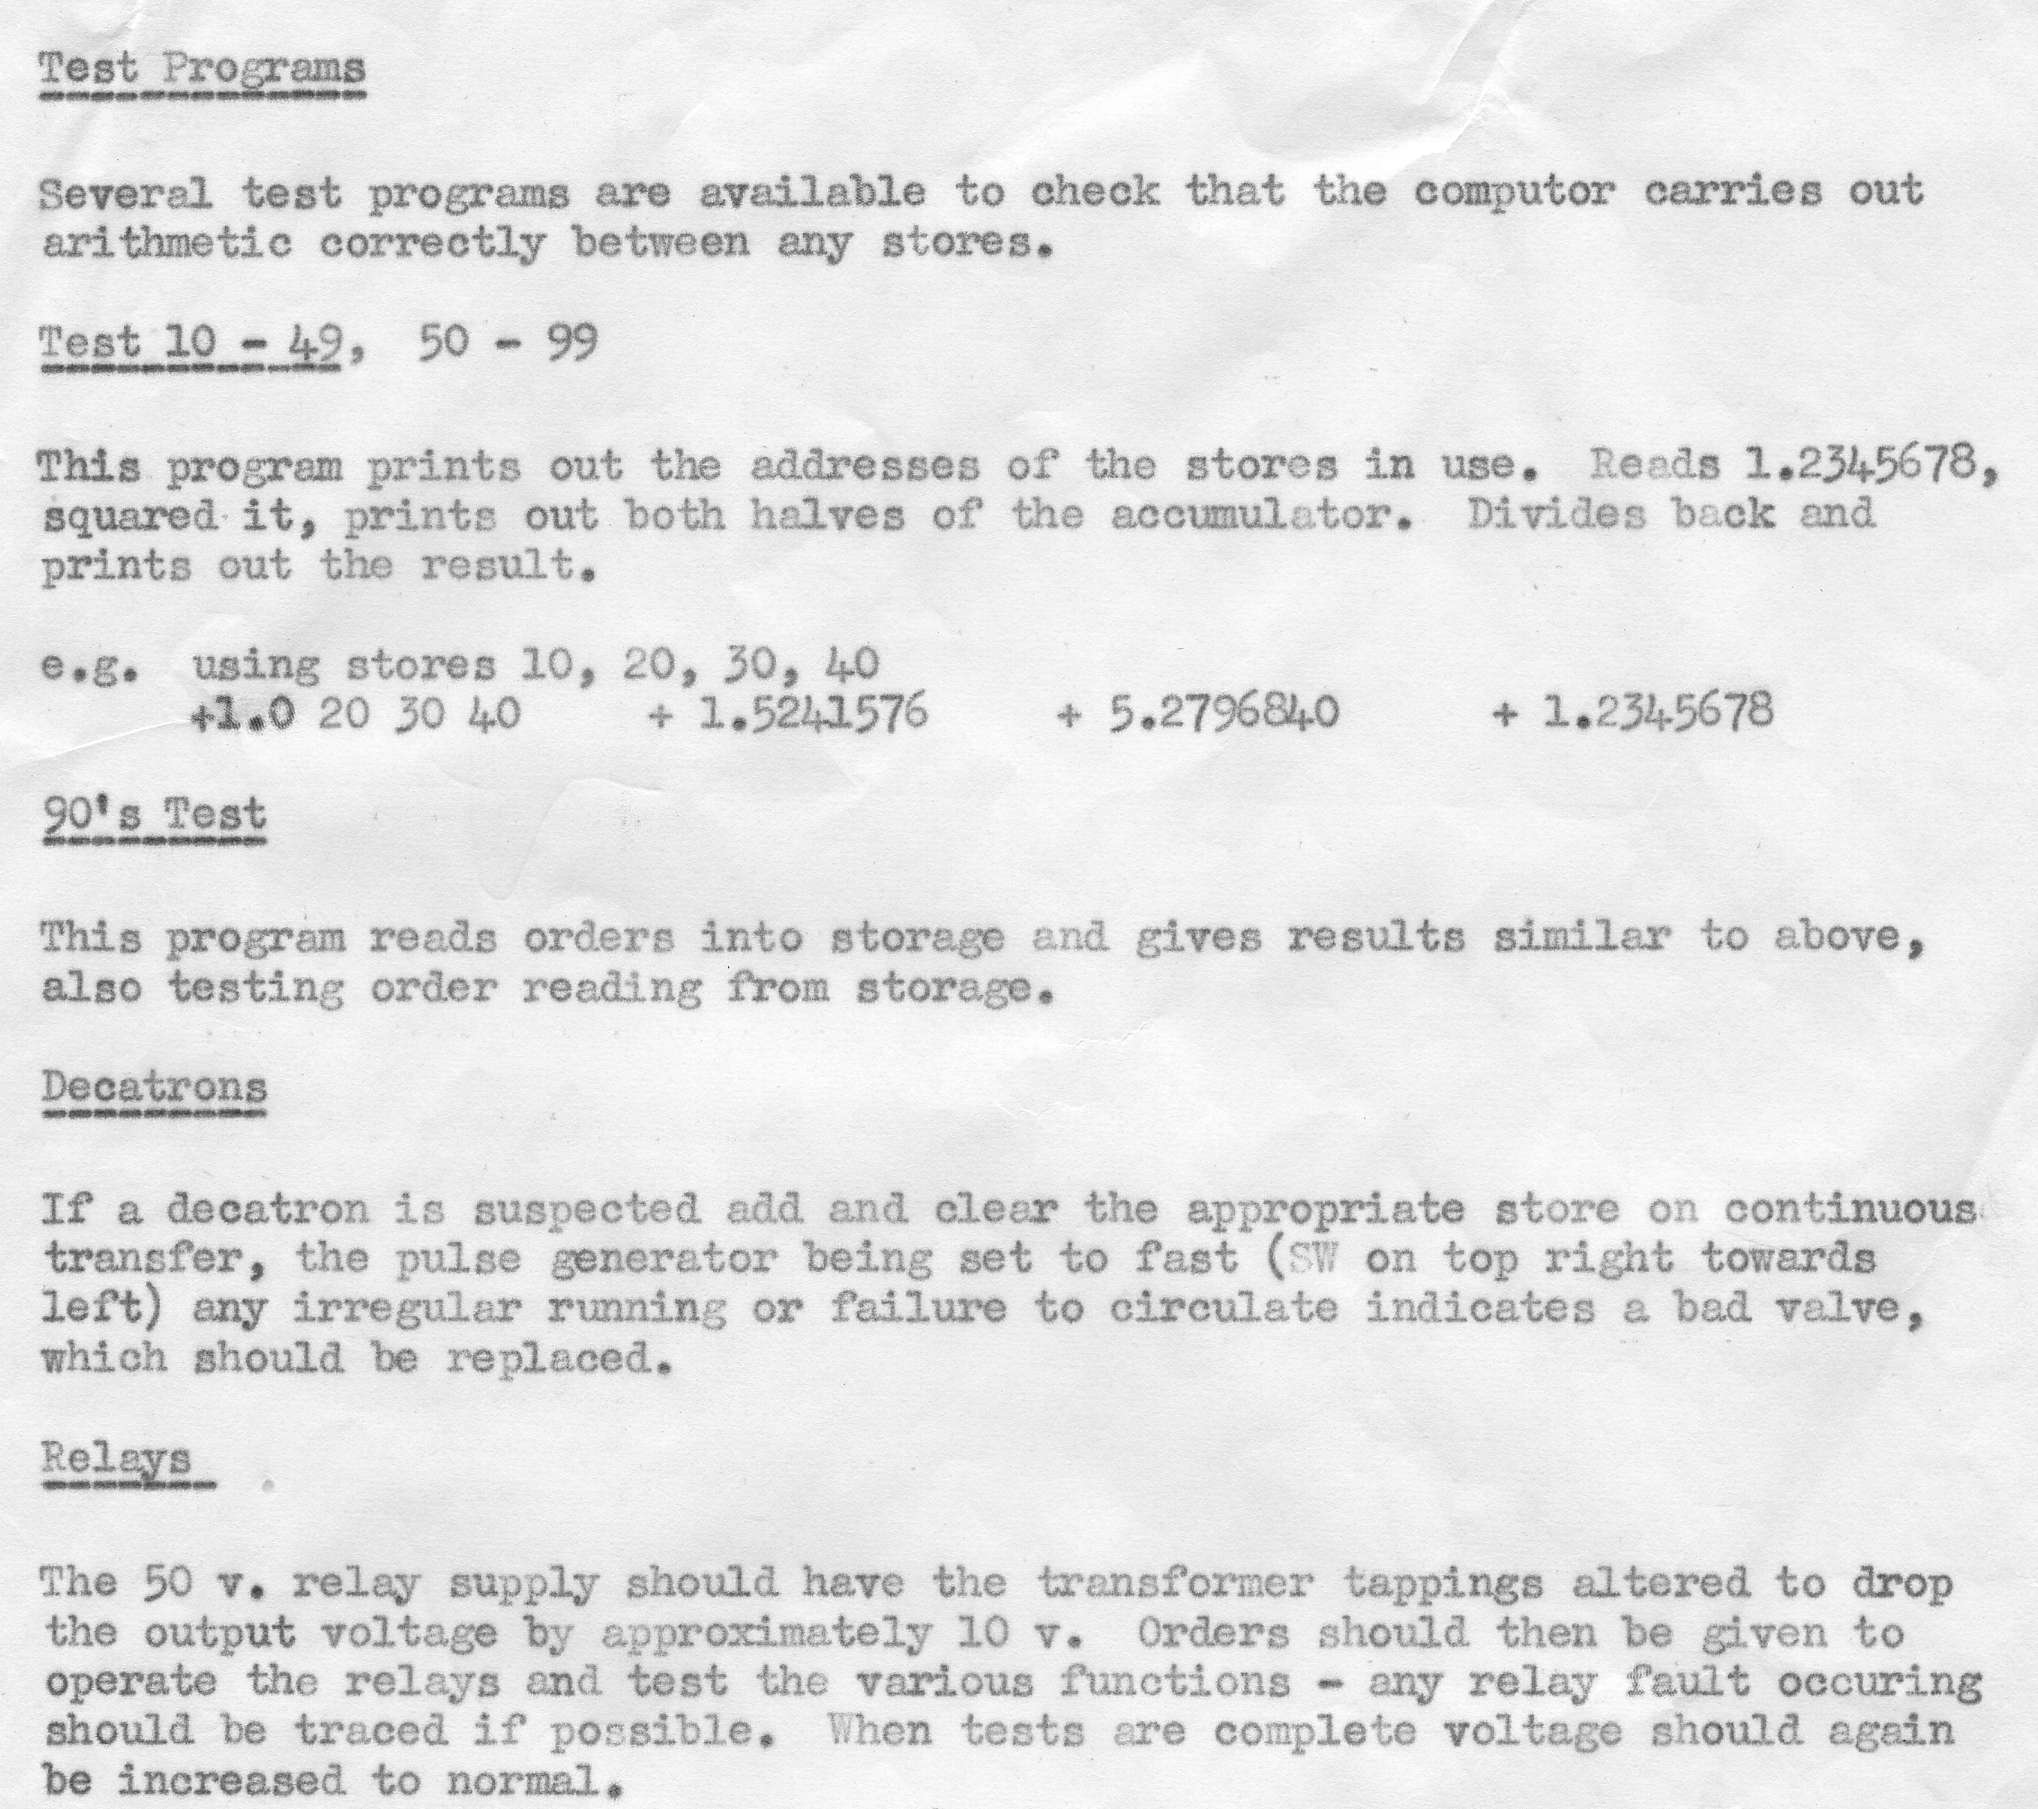 Test Programs
Several test programs are available to check that the computor carries out
arithmetic correctly between any stores.
Test 10 - 49, 50 - 99
This program prints out the addresses of the stores in use. Reads 1.2345678,
squared it, prints out both halves of the accumulator. Divides back and
prints out the result.
e.g. using stores 10, 20, 30, 40
+1.0 20 30 40 + 1.5241576 + 5.2796840 + 1.2345678
90's Test
This program reads orders into storage and gives results similar to above,
also testing order reading from storage.
Decatrons
If a decatron is suspected add and clear the appropriate store on continuous
transfer, the pulse generator being set to fast (SW on top right towards
left) any irregular running or failure to circulate indicates a bad valve,
which should be replaced.
Relays
The 50 v. relay supply should have the transformer tappings altered to drop
the output voltage by approximately 10 v. Orders should then be given to
operate the relays and test the various functions - any relay fault occuring
should be traced if possible. When tests are complete voltage should again
be increased to normal.